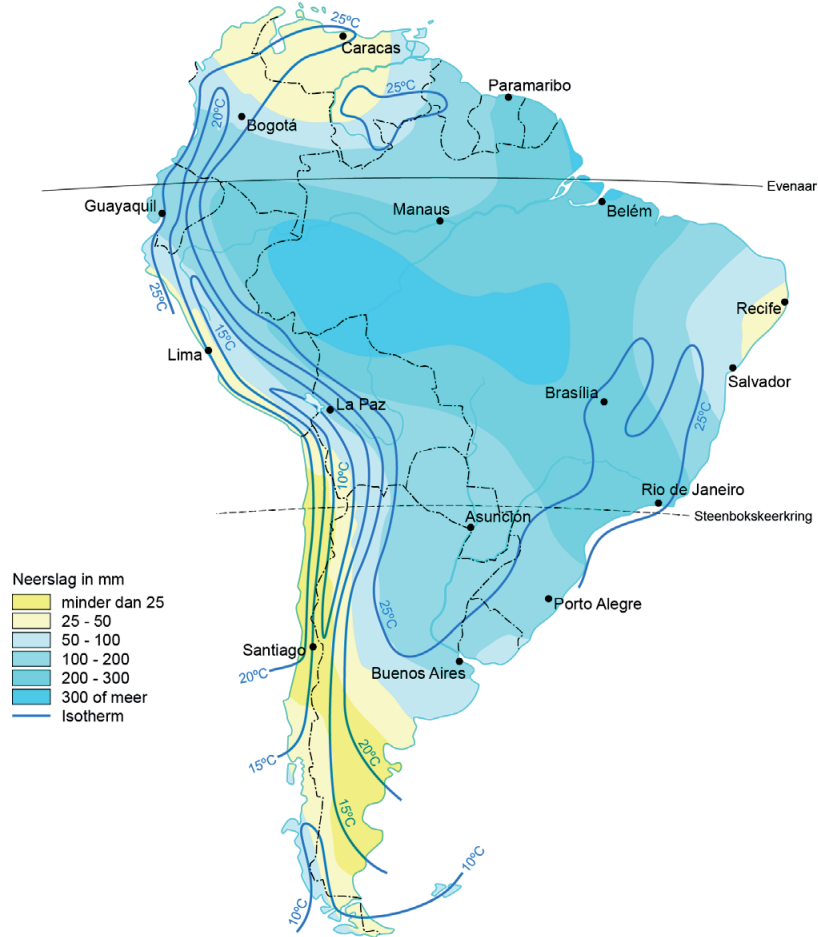 25ºC
Caracas
25ºC
Paramaribo
20ºC
Bogotá
Evenaar
Guayaquil
Manaus
Belém
25ºC
Recife
15ºC
Lima
Salvador
Brasília
La Paz
25ºC
10ºC
Rio de Janeiro
Asunción
Steenbokskeerkring
Neerslag in mm
minder dan 25
25 - 50
50 - 100
100 - 200
200 - 300
300 of meer
Isotherm
25ºC
Porto Alegre
Santiago
Buenos Aires
20ºC
20ºC
15ºC
15ºC
10ºC
10ºC